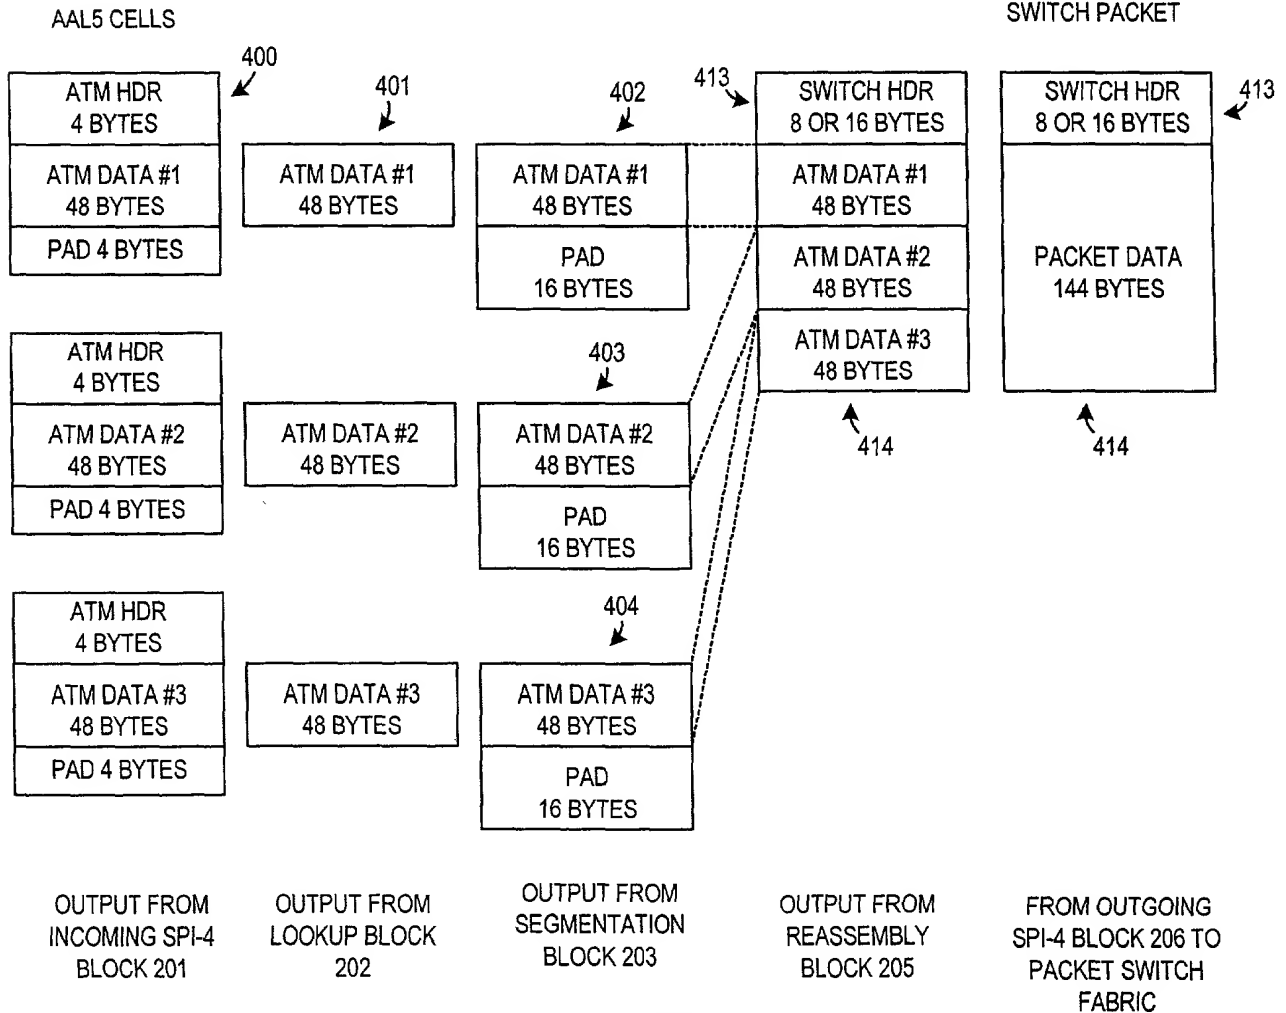 AAL5 CELLS
SWITCH PACKET
400
401
402
413
413
ATM HDR
4 BYTES
ATM DATA #1
48 BYTES
PAD 4 BYTES
ATM DATA #1
48 BYTES
ATM DATA #1
48 BYTES
PAD
16 BYTES
SWITCH HDR
8 OR 16 BYTES
ATM DATA #1
48 BYTES
ATM DATA #2
48 BYTES
ATM DATA #3
48 BYTES
414
SWITCH HDR
8 OR 16 BYTES
PACKET DATA
144 BYTES
414
403
ATM HDR
4 BYTES
ATM DATA #2
48 BYTES
PAD 4 BYTES
ATM DATA #2
48 BYTES
ATM DATA #2
48 BYTES
PAD
16 BYTES
404
ATM HDR
4 BYTES
ATM DATA #3
48 BYTES
PAD 4 BYTES
ATM DATA #3
48 BYTES
ATM DATA #3
48 BYTES
PAD
16 BYTES
OUTPUT FROM
INCOMING SPI-4
BLOCK 201
OUTPUT FROM
LOOKUP BLOCK
202
OUTPUT FROM
SEGMENTATION
BLOCK 203
OUTPUT FROM
REASSEMBLY
BLOCK 205
FROM OUTGOING
SPI-4 BLOCK 206 TO
PACKET SWITCH
FABRIC